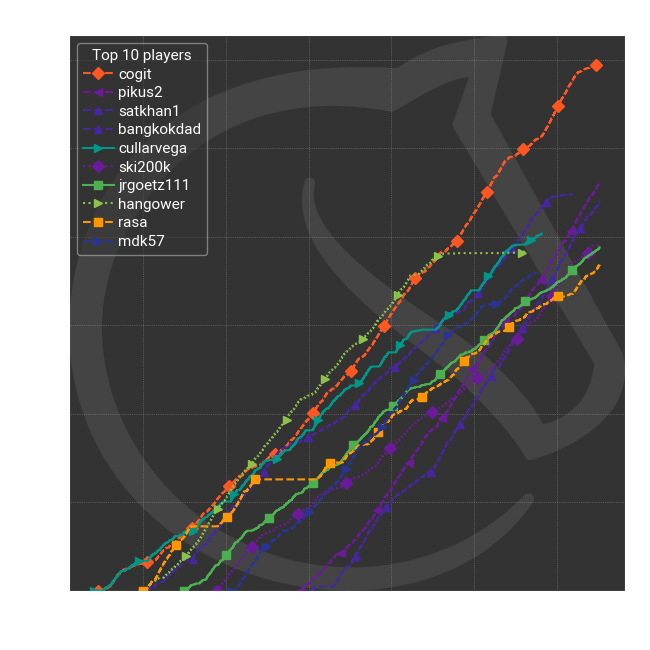 Top 10 players
cogit
pikus2
satkhan1
bangkokdad
cullarvega
ski200k
jrgoetz111
hangower
rasa
mdk57